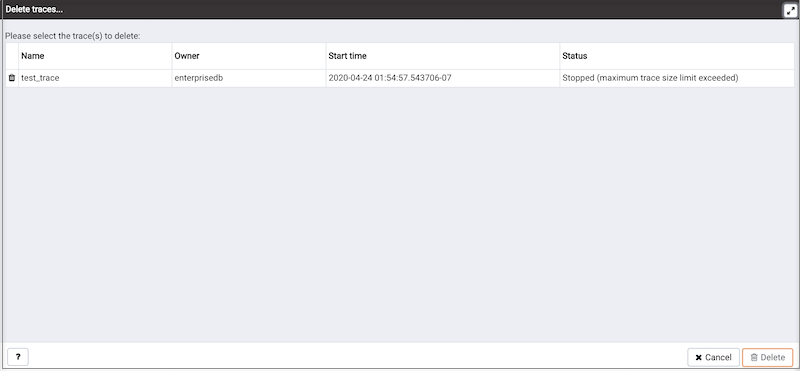 Delete traces...
Please select the trace(s) to delete:
Name Owner Start time Status
test_trace enterprisedb 2020-04-24 01:54:57.543706-07 Stopped (maximum trace size limit exceeded)
? Cancel Delete